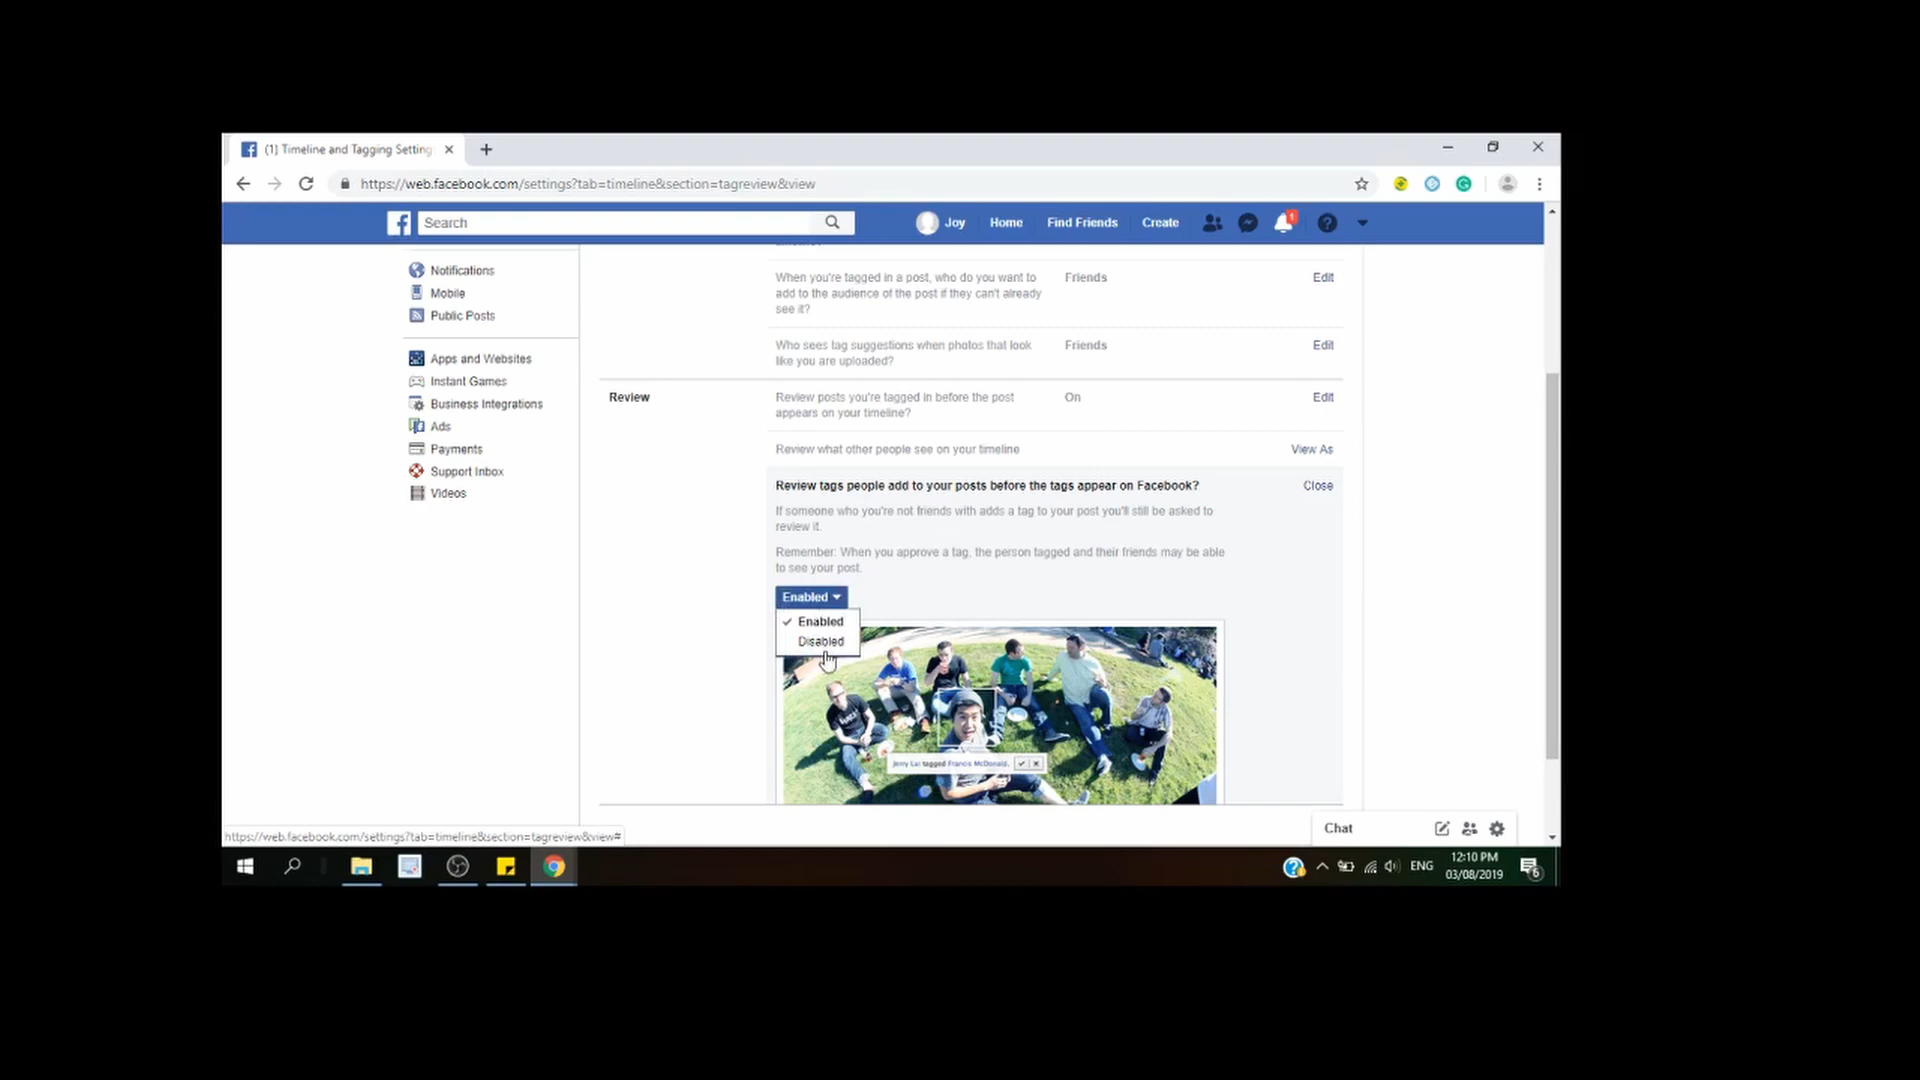 (1) Timeline and Tagging Setting
https://web.facebook.com/settings?tab=timeline&section=tagreview&view
Search
Joy
Home
Find Friends
Create
1
Notifications
Mobile
Public Posts
Apps and Websites
Instant Games
Business Integrations
Ads
Payments
Support Inbox
Videos
When you're tagged in a post, who do you want to
add to the audience of the post if they can't already
see it?
Friends
Edit
Who sees tag suggestions when photos that look
like you are uploaded?
Friends
Edit
Review
Review posts you're tagged in before the post
appears on your timeline?
On
Edit
Review what other people see on your timeline
View As
Review tags people add to your posts before the tags appear on Facebook?
Close
If someone who you're not friends with adds a tag to your post you'll still be asked to
review it.
Remember: When you approve a tag, the person tagged and their friends may be able
to see your post.
Enabled
Enabled
Disabled
Jerry Lui tagged Francis McDonald.
Chat
https://web.facebook.com/settings?tab=timeline&section=tagreview&view#
ENG
12:10 PM
03/08/2019
6